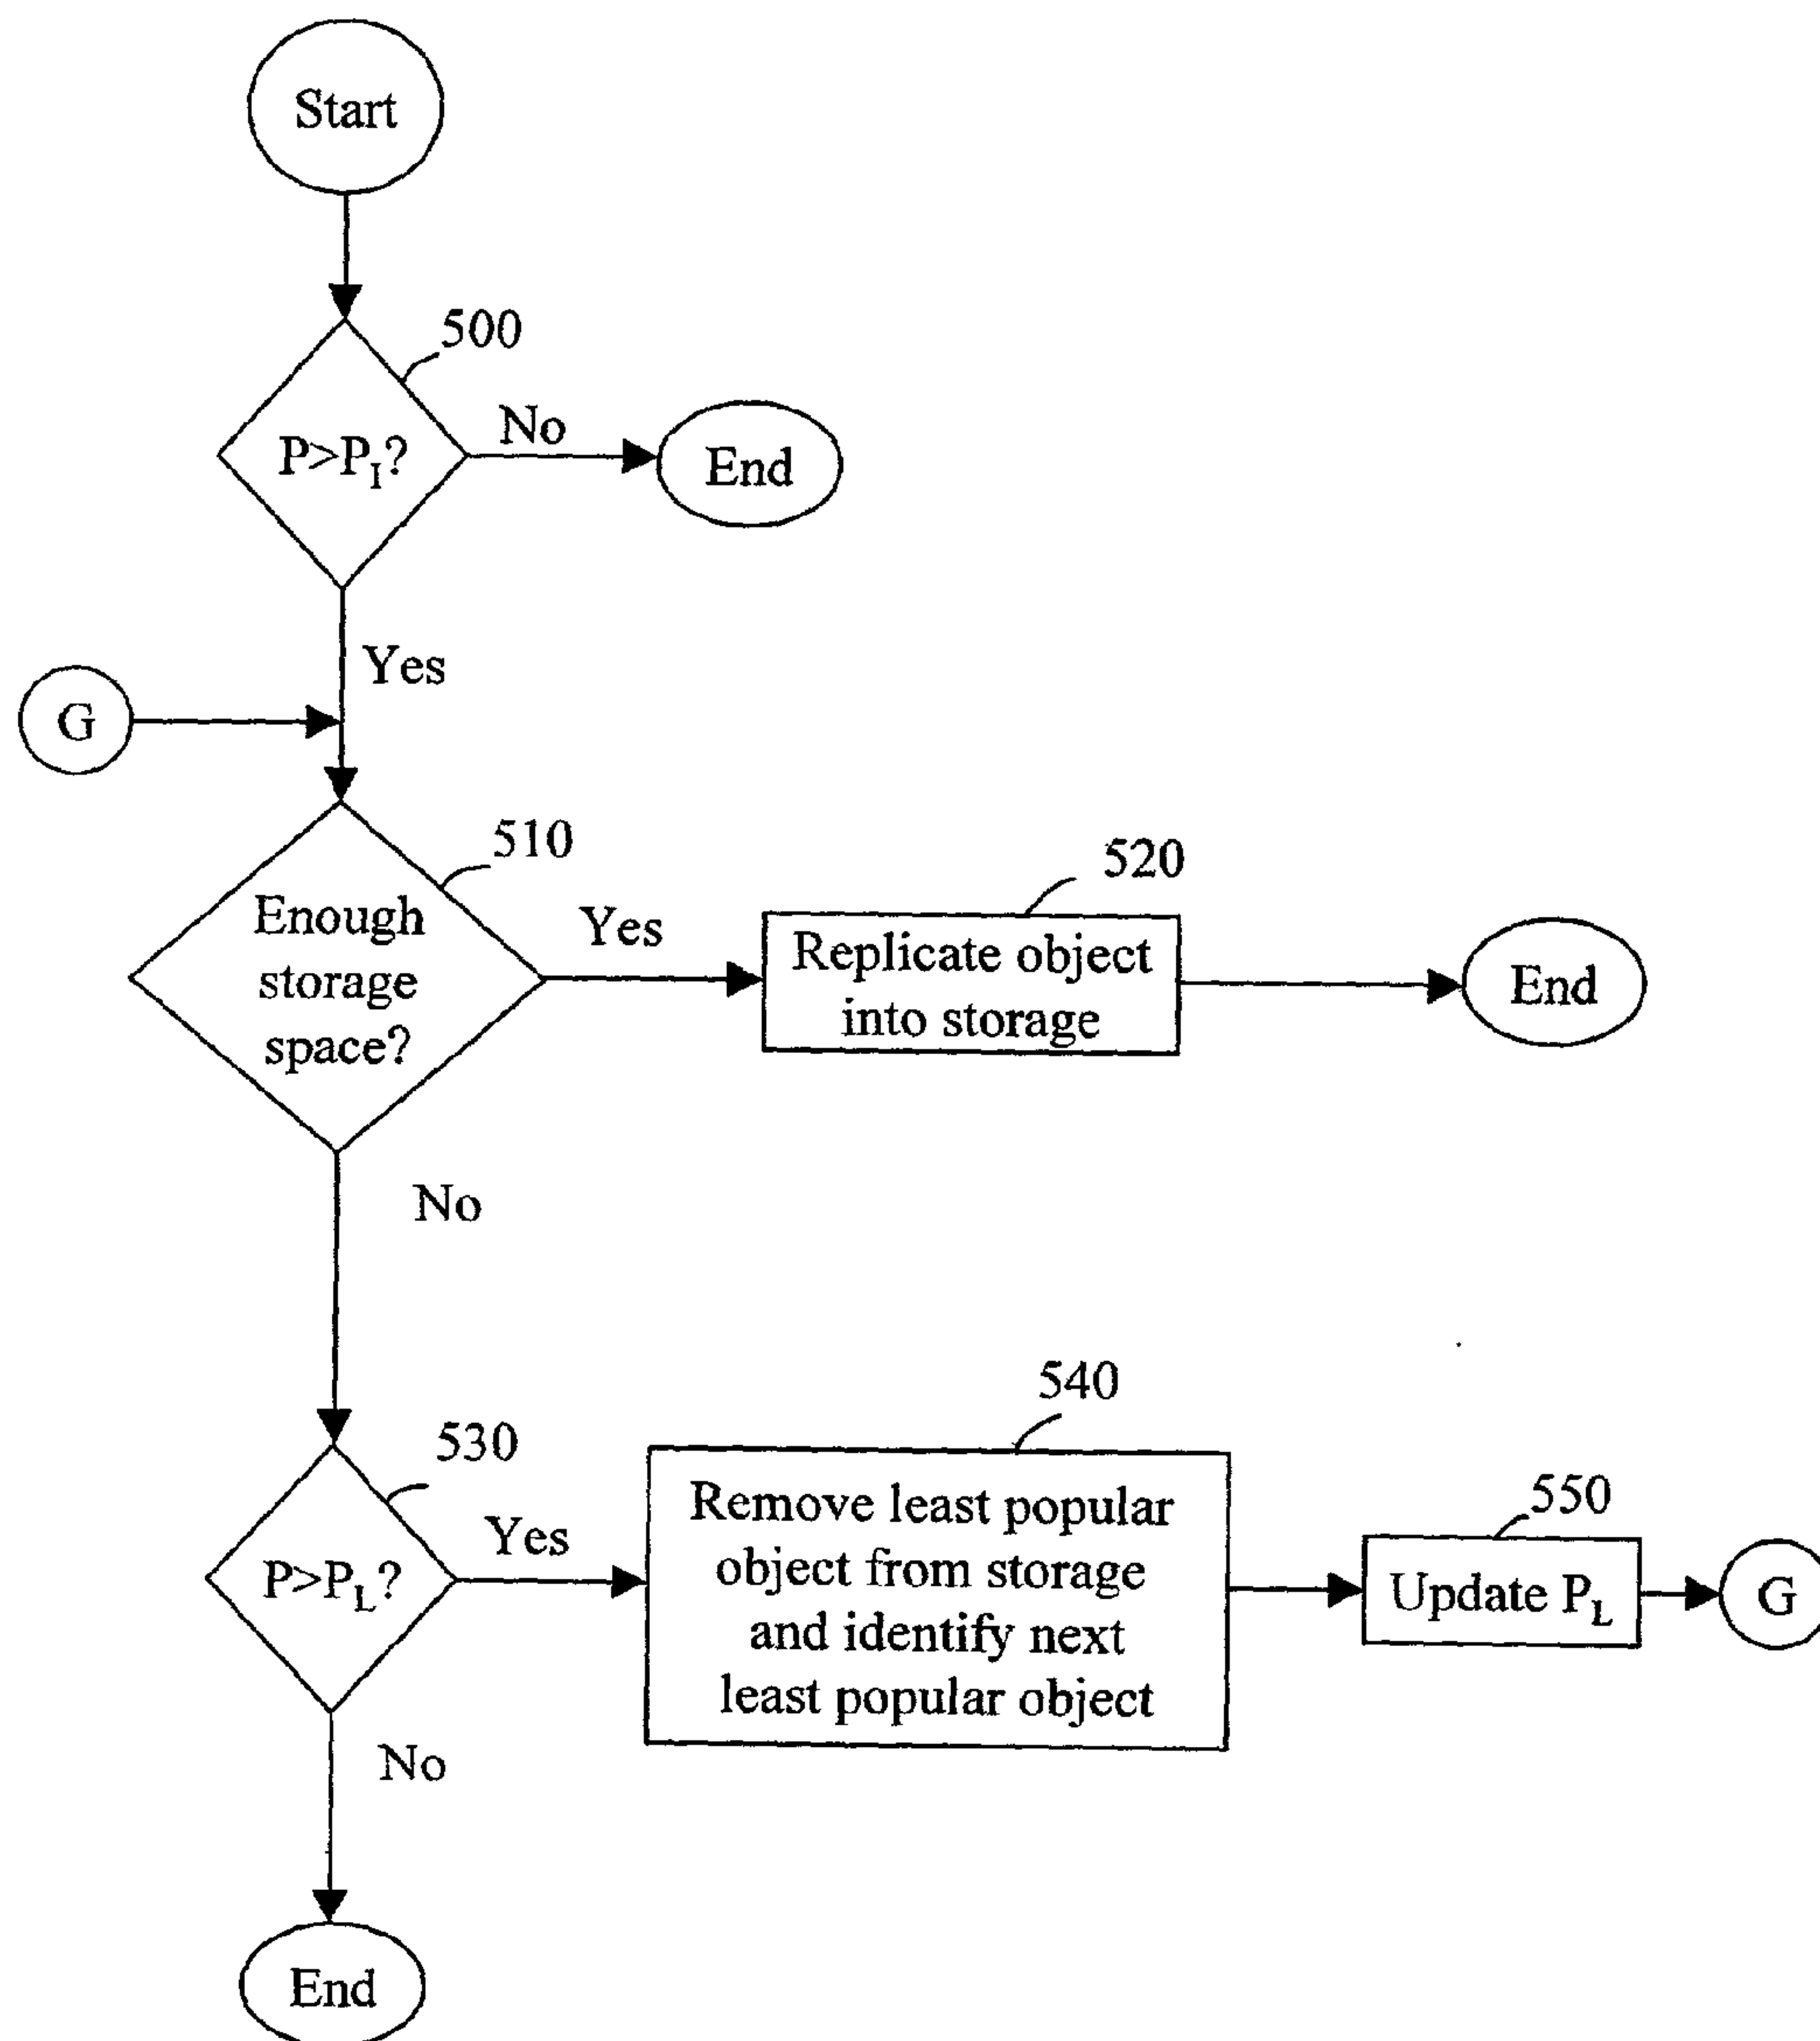 Start
500
P>P_I?
No
End
Yes
G
510
Enough
storage
space?
Yes
520
Replicate object
into storage
End
No
530
P>P_L?
Yes
540
Remove least popular
object from storage
and identify next
least popular object
550
Update P_L
G
No
End